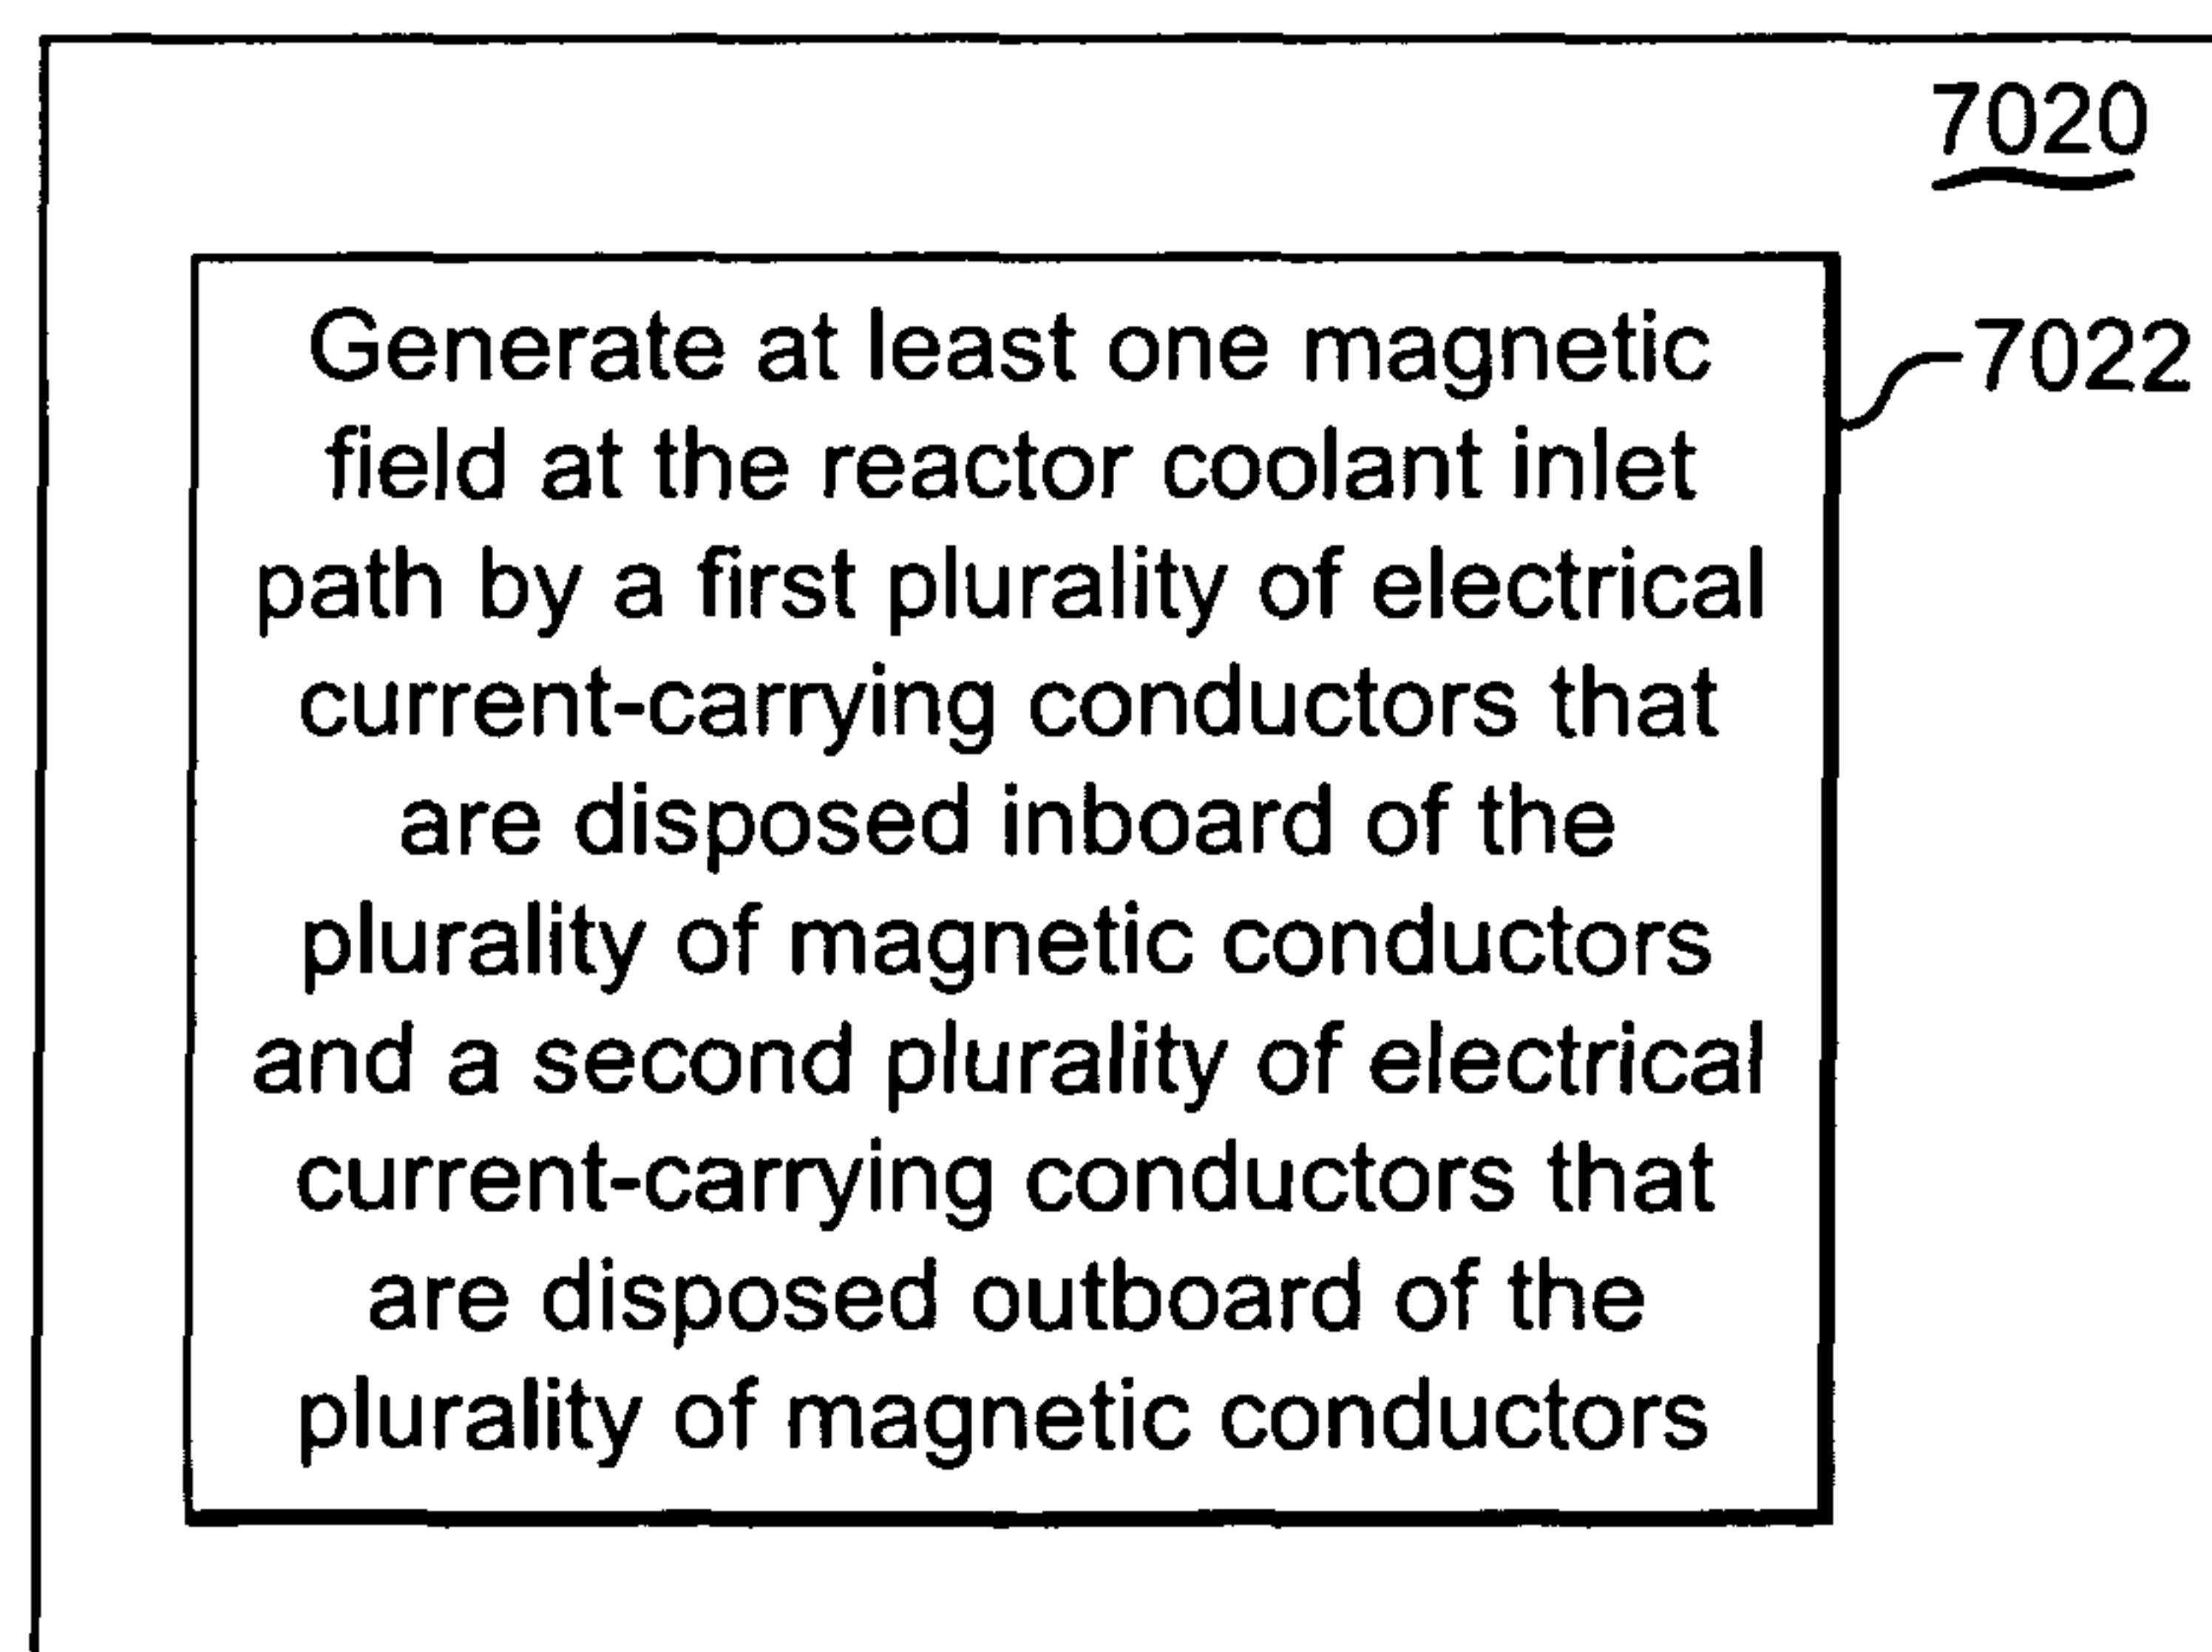 7020
Generate at least one magnetic
field at the reactor coolant inlet
path by a first plurality of electrical
current-carrying conductors that
are disposed inboard of the
plurality of magnetic conductors
and a second plurality of electrical
current-carrying conductors that
are disposed outboard of the
plurality of magnetic conductors
7022